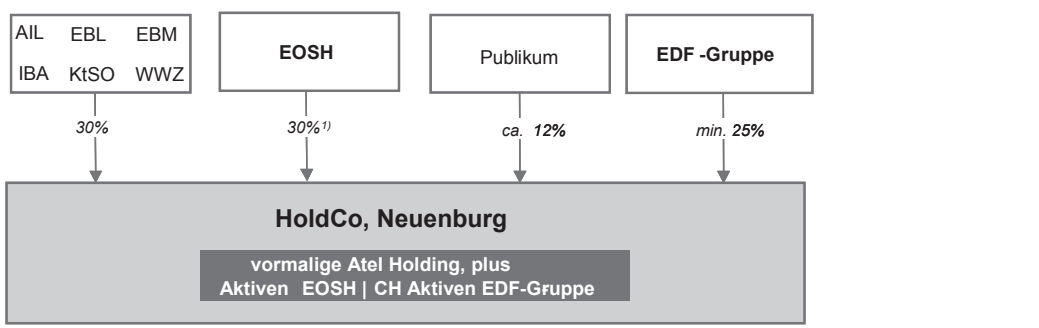 AIL EBL EBM
IBA KtSO WWZ
EOSH
Publikum
EDF -Gruppe
30%
30%1)
ca. 12%
min. 25%
HoldCo, Neuenburg
vormalige Atel Holding, plus
Aktiven EOSH | CH Aktiven EDF-Gruppe